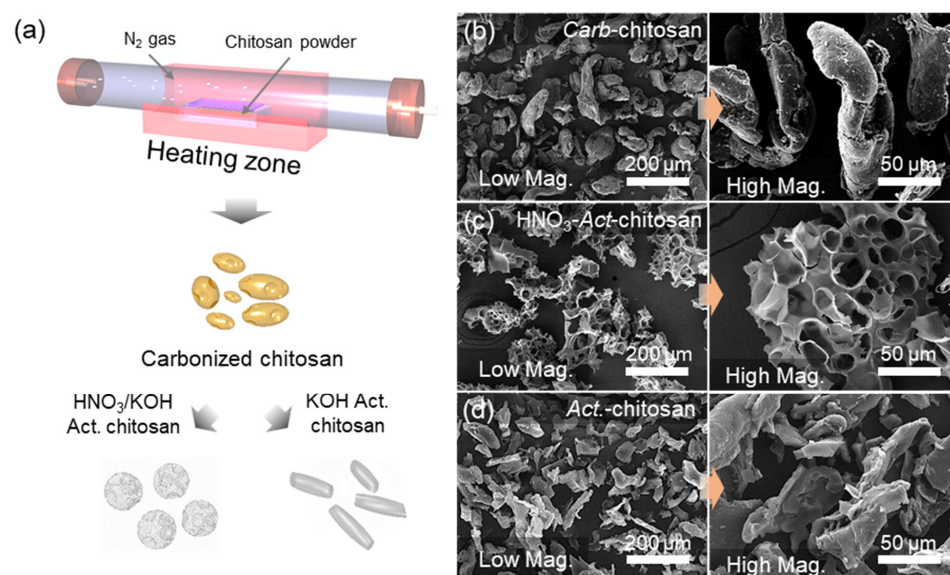 (a)
N₂ gas
Chitosan powder
Heating zone
Carbonized chitosan
HNO₃/KOH
Act. chitosan
KOH Act.
chitosan
(b)
Carb-chitosan
Low Mag.
200 µm
High Mag.
50 µm
(c)
HNO₃-Act-chitosan
Low Mag.
200 µm
High Mag.
50 µm
(d)
Act.-chitosan
Low Mag.
200 µm
High Mag.
50 µm